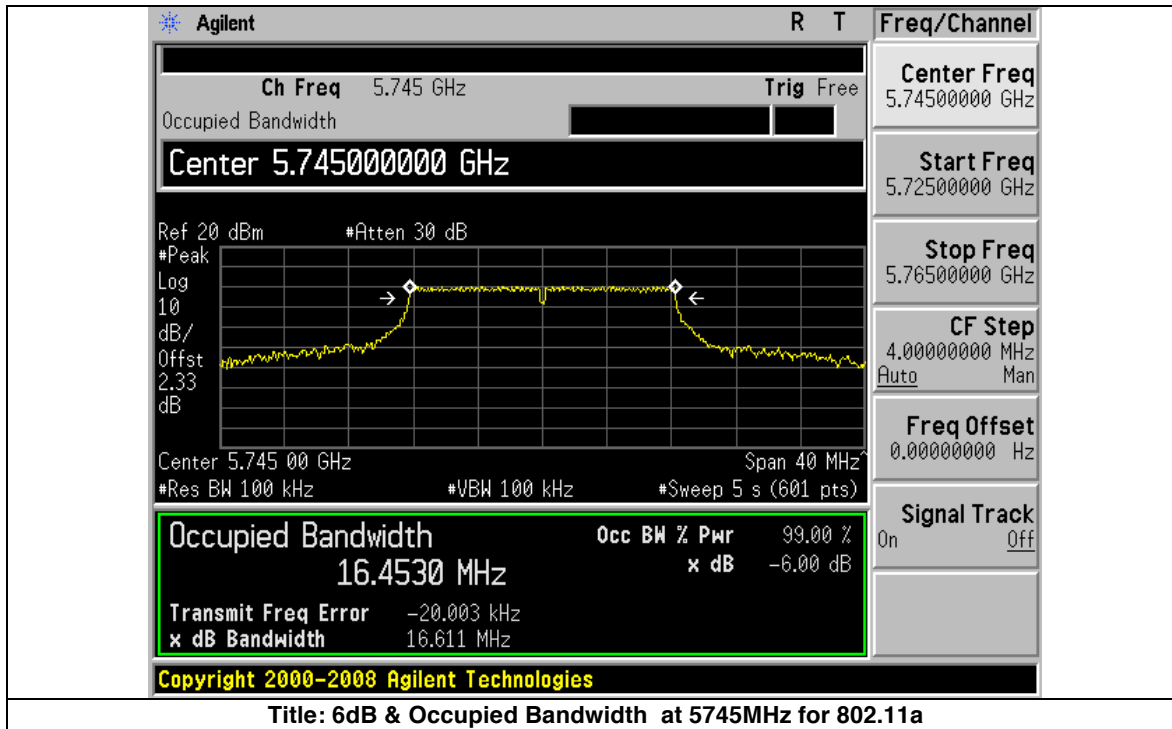 Agilent R T
Freq/Channel
Ch Freq 5.745 GHz Trig Free
Occupied Bandwidth
Center 5.745000000 GHz
Ref 20 dBm #Atten 30 dB
#Peak
Log
10
dB/
Offst
2.33
dB
Center 5.745 00 GHz Span 40 MHz^
#Res BW 100 kHz #VBW 100 kHz #Sweep 5 s (601 pts)
Occupied Bandwidth Occ BW % Pwr 99.00 %
16.4530 MHz x dB -6.00 dB
Transmit Freq Error -20.003 kHz
x dB Bandwidth 16.611 MHz
Copyright 2000-2008 Agilent Technologies
Center Freq
5.74500000 GHz
Start Freq
5.72500000 GHz
Stop Freq
5.76500000 GHz
CF Step
4.00000000 MHz
Auto Man
Freq Offset
0.00000000 Hz
Signal Track
On Off
Title: 6dB & Occupied Bandwidth at 5745MHz for 802.11a